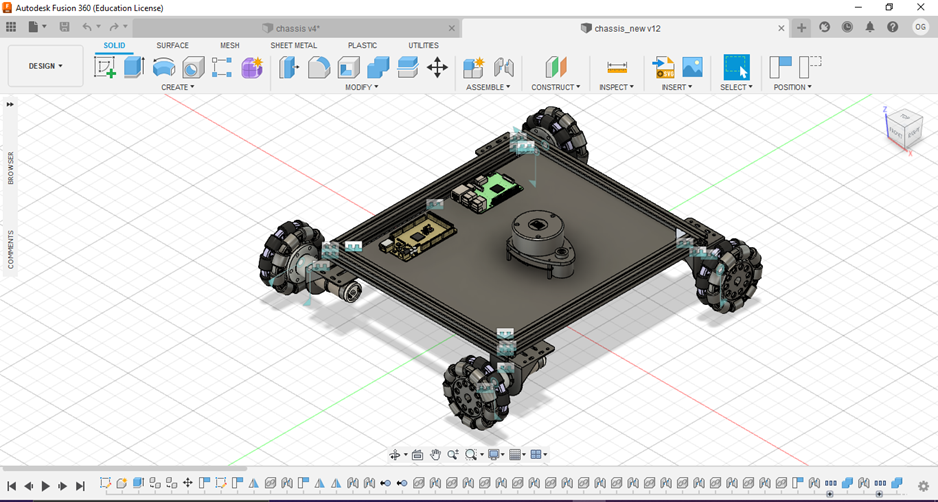 Autodesk Fusion 360 (Education License)
chassis v4*
chassis_new v12
OG
SOLID SURFACE MESH SHEET METAL PLASTIC UTILITIES
DESIGN
SVG
CREATE MODIFY ASSEMBLE CONSTRUCT INSPECT INSERT SELECT POSITION
BROWSER
COMMENTS
Z
X